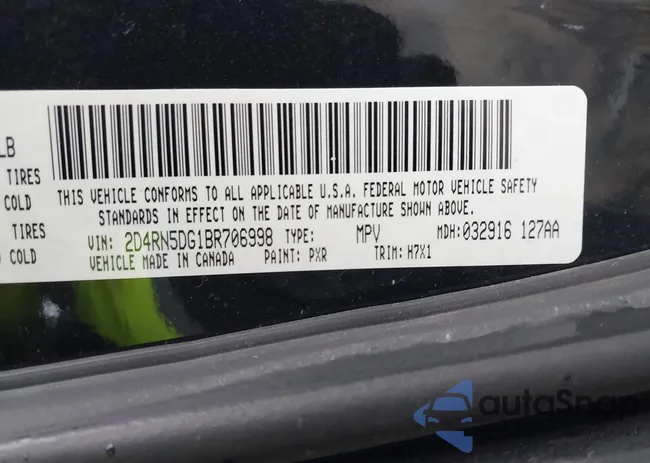 LB
TIRES
COLD
TIRES
COLD
THIS VEHICLE CONFORMS TO ALL APPLICABLE U.S.A. FEDERAL MOTOR VEHICLE SAFETY
STANDARDS IN EFFECT ON THE DATE OF MANUFACTURE SHOWN ABOVE.
VIN: 2D4RN5DG1BR706998 TYPE: MPV MDH: 032916 127AA
VEHICLE MADE IN CANADA PAINT: PXR TRIM: H7X1
autoSnap